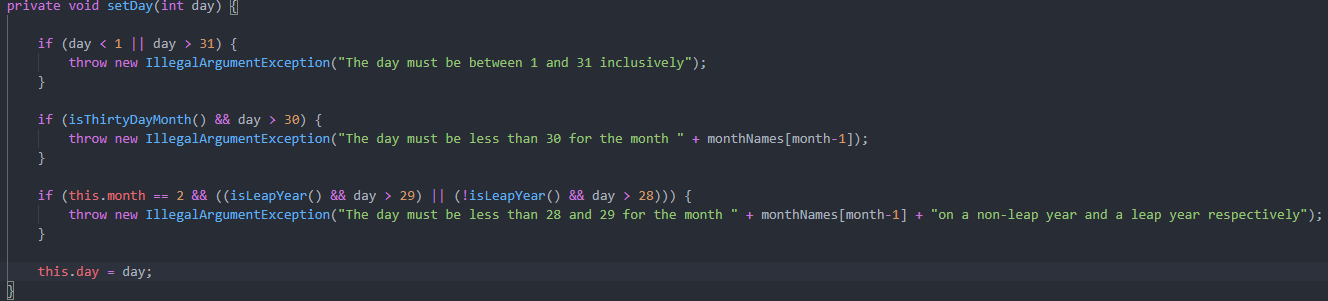 private void setDay(int day) {
if (day < 1 || day > 31) {
throw new IllegalArgumentException("The day must be between 1 and 31 inclusively");
}
if (isThirtyDayMonth() && day > 30) {
throw new IllegalArgumentException("The day must be less than 30 for the month " + monthNames[month-1]);
}
if (this.month == 2 && ((isLeapYear() && day > 29) || (!isLeapYear() && day > 28))) {
throw new IllegalArgumentException("The day must be less than 28 and 29 for the month " + monthNames[month-1] + "on a non-leap year and a leap year respectively");
}
this.day = day;
}